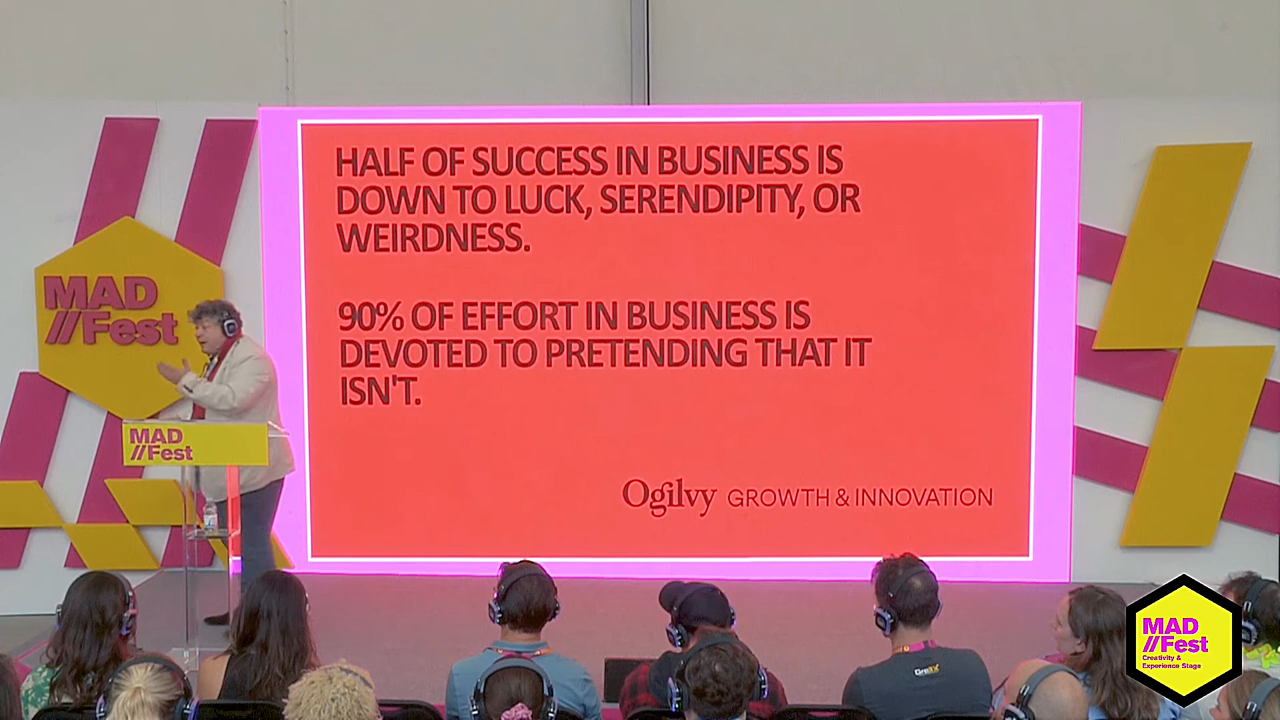 HALF OF SUCCESS IN BUSINESS IS
DOWN TO LUCK, SERENDIPITY, OR
WEIRDNESS.
90% OF EFFORT IN BUSINESS IS
DEVOTED TO PRETENDING THAT IT
ISN'T.
Ogilvy GROWTH & INNOVATION
MAD
//Fest
MAD
//Fest
MAD
//Fest
Creativity &
Experience Stage